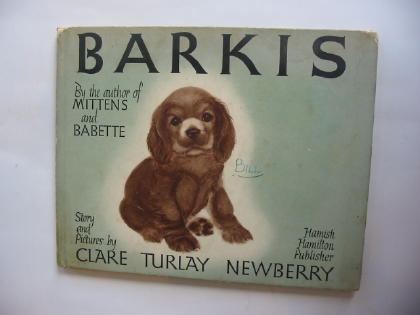 BARKIS
By the author of
MITTENS
and
BABETTE
Story
and
Pictures by
CLARE TURLAY NEWBERRY
Hamish
Hamilton
Publisher